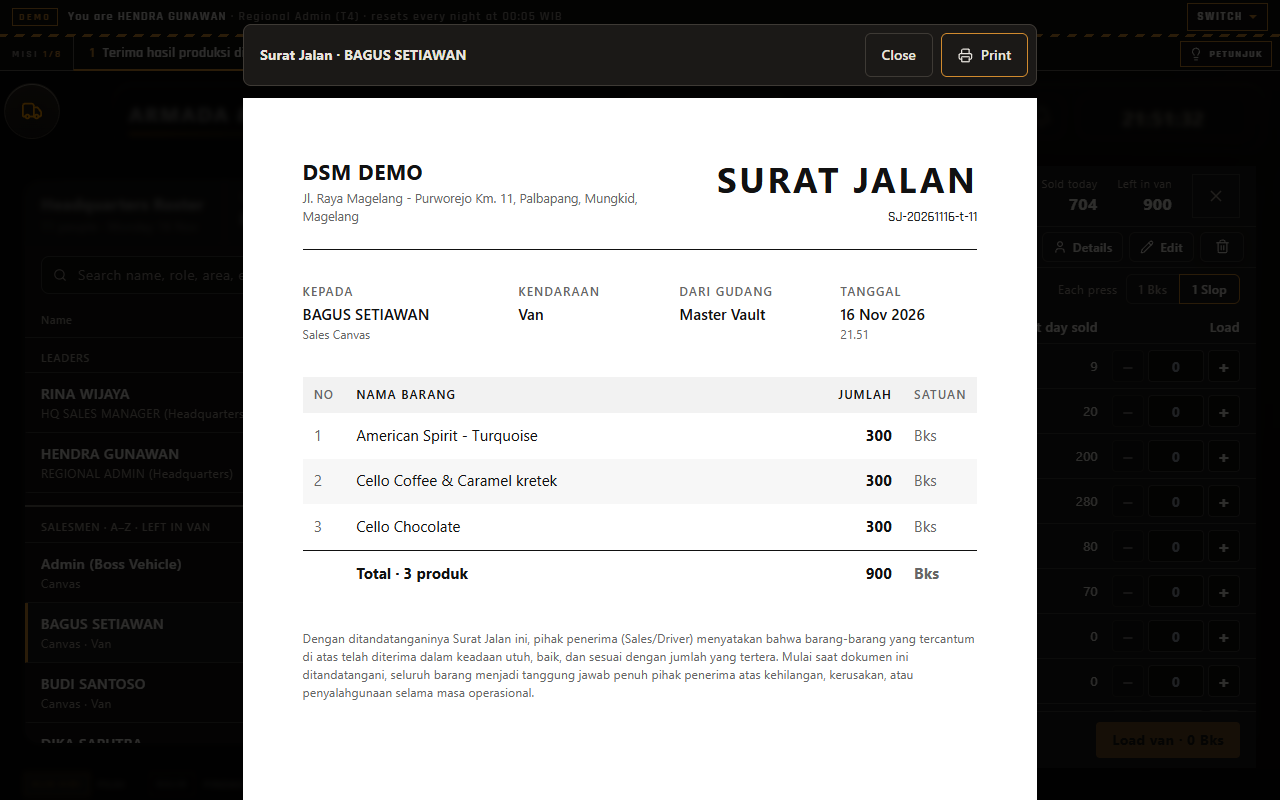 DEMO You are HENDRA GUNAWAN · Regional Admin (T4) · resets every night at 00:05 WIB SWITCH
MISI 1/8 1 Terima hasil produksi di PETUNJUK
Surat Jalan · BAGUS SETIAWAN Close Print
ARMADA 21:51:32
Headquarters Roster
Search name, role, area, e
Name
LEADERS
RINA WIJAYA
HQ SALES MANAGER (Headquarters
HENDRA GUNAWAN
REGIONAL ADMIN (Headquarters)
SALESMEN · A–Z · LEFT IN VAN
Admin (Boss Vehicle)
Canvas
BAGUS SETIAWAN
Canvas · Van
BUDI SANTOSO
Canvas · Van
DIKA SAPUTRA
DSM DEMO
Jl. Raya Magelang - Purworejo Km. 11, Palbapang, Mungkid,
Magelang
SURAT JALAN
SJ-20261116-t-11
KEPADA KENDARAAN DARI GUDANG TANGGAL
BAGUS SETIAWAN Van Master Vault 16 Nov 2026
Sales Canvas 21.51
NO NAMA BARANG JUMLAH SATUAN
1 American Spirit - Turquoise 300 Bks
2 Cello Coffee & Caramel kretek 300 Bks
3 Cello Chocolate 300 Bks
Total · 3 produk 900 Bks
Dengan ditandatanganinya Surat Jalan ini, pihak penerima (Sales/Driver) menyatakan bahwa barang-barang yang tercantum
di atas telah diterima dalam keadaan utuh, baik, dan sesuai dengan jumlah yang tertera. Mulai saat dokumen ini
ditandatangani, seluruh barang menjadi tanggung jawab penuh pihak penerima atas kehilangan, kerusakan, atau
penyalahgunaan selama masa operasional.
Sold today Left in van
704 900
Details Edit
Each press 1 Bks 1 Slop
t day sold Load
9 – 0 +
20 – 0 +
200 – 0 +
280 – 0 +
80 – 0 +
70 – 0 +
0 – 0 +
0 – 0 +
Load van · 0 Bks